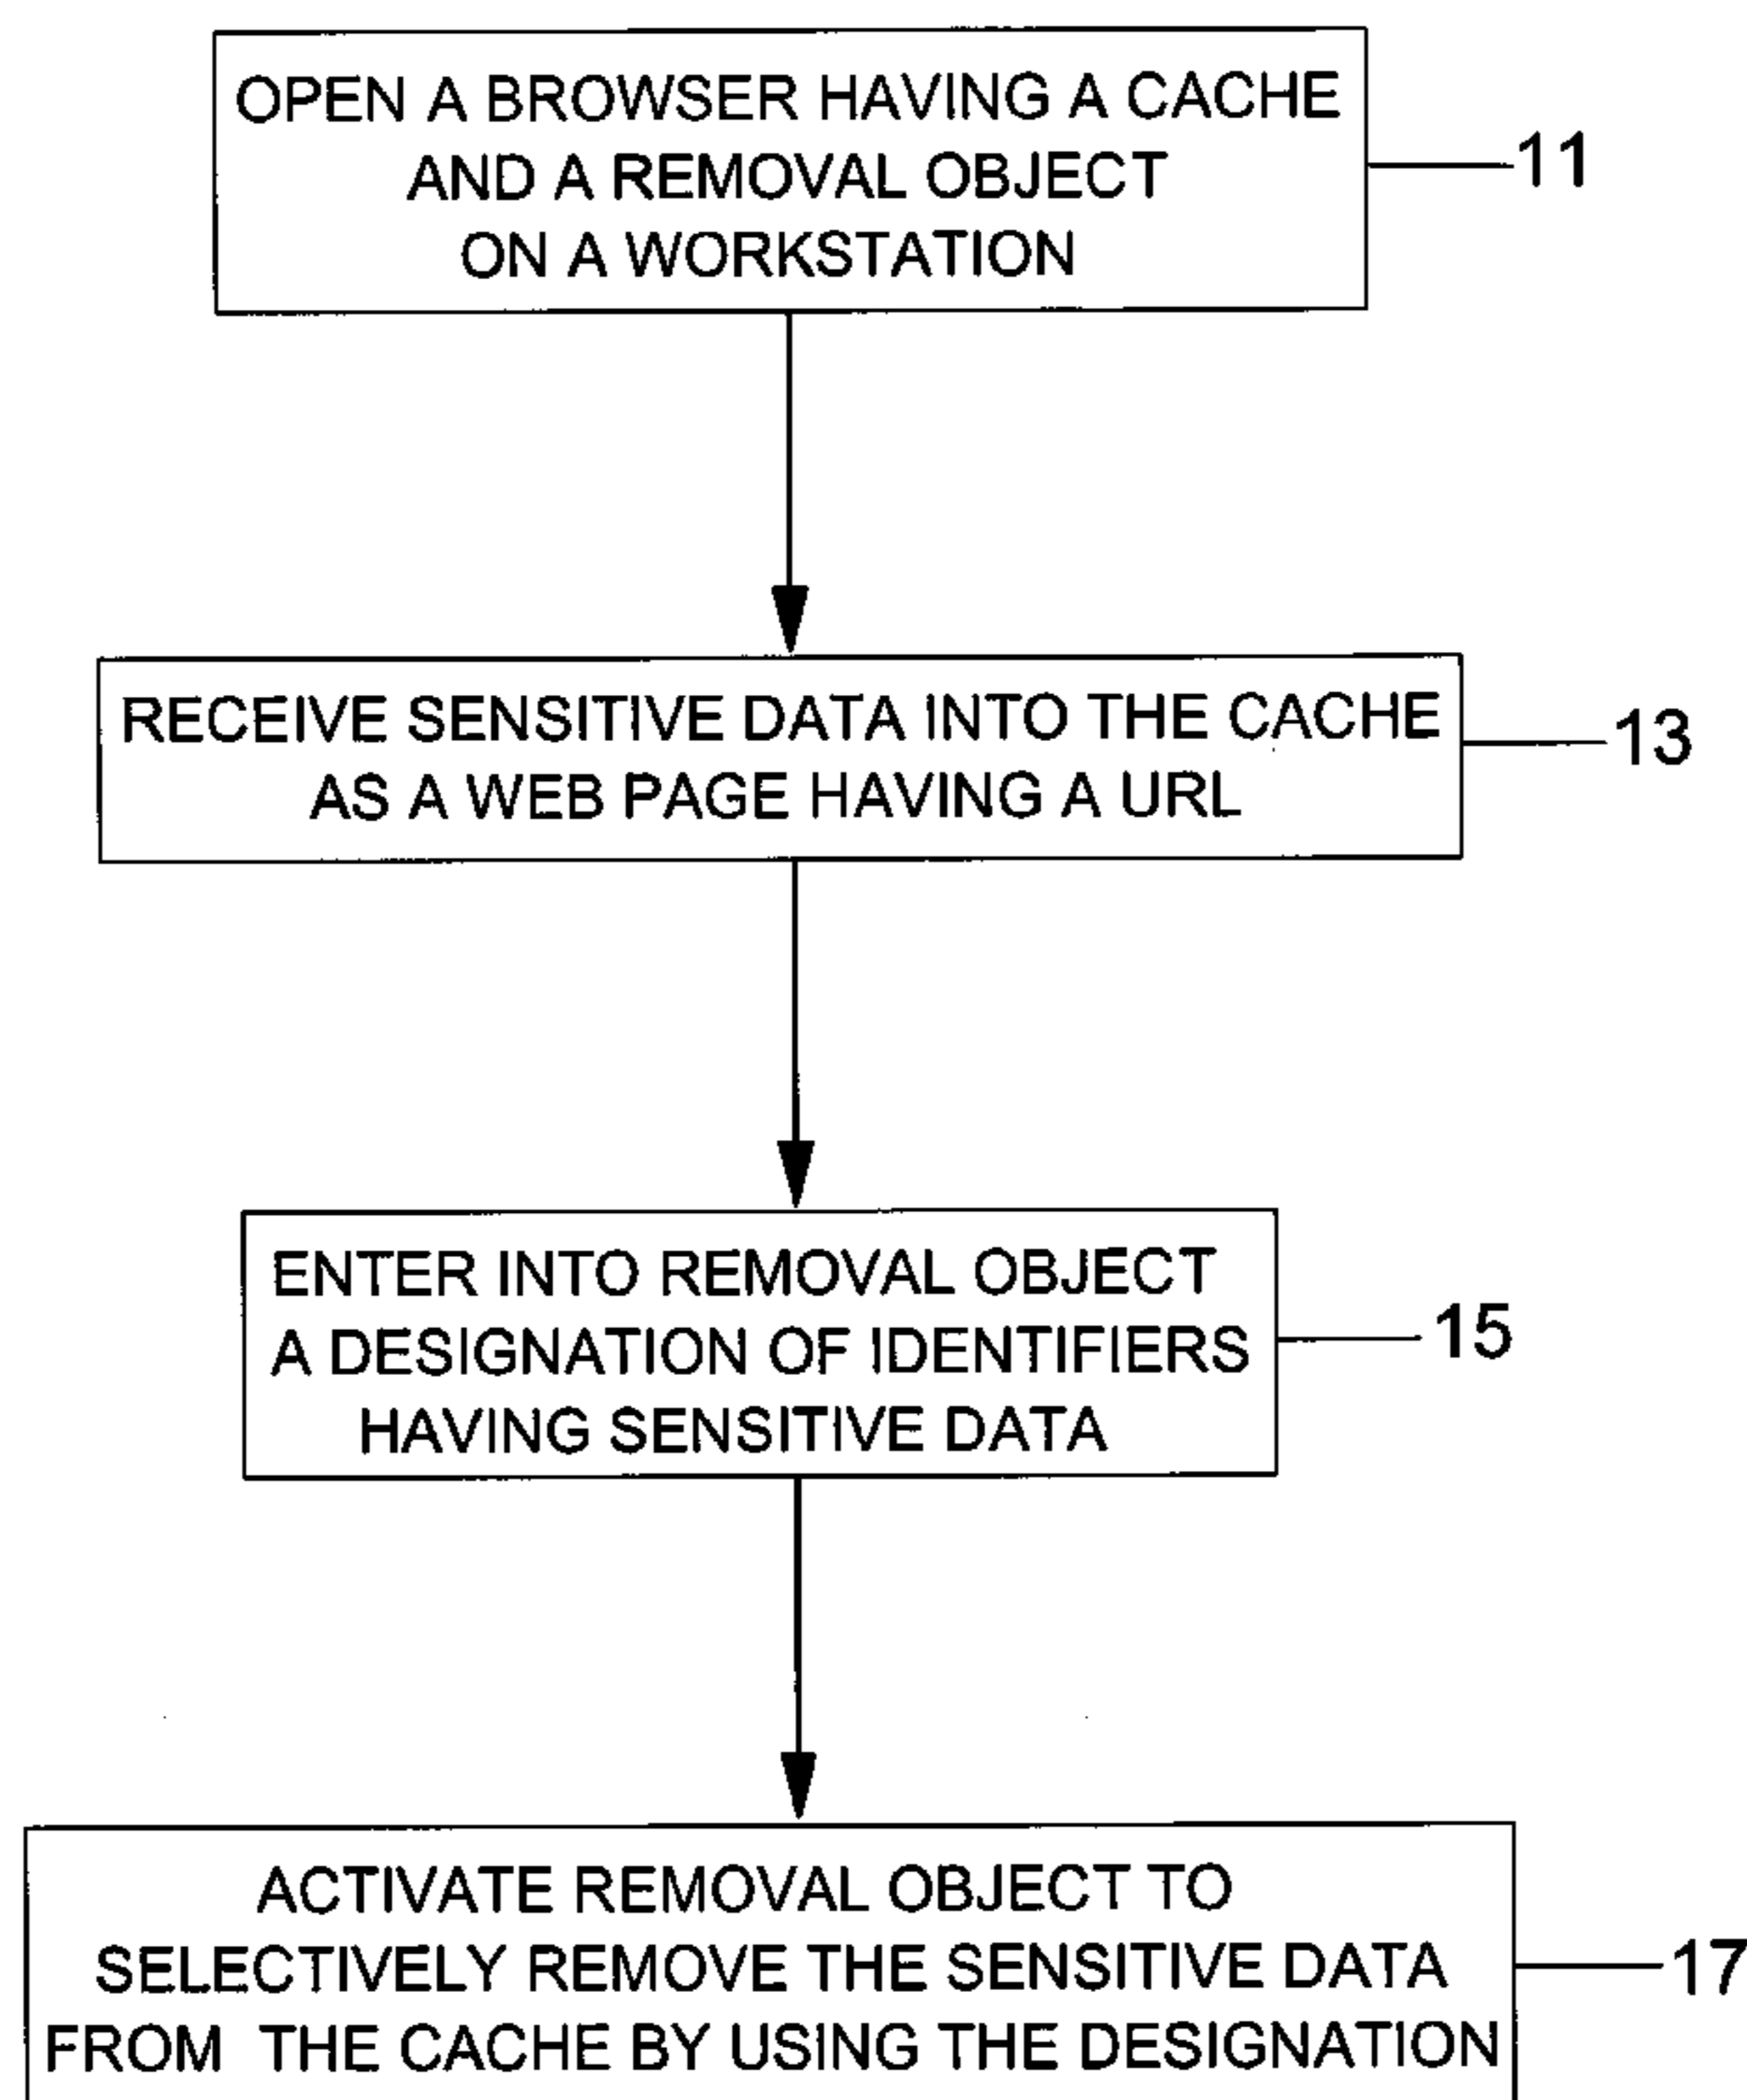 OPEN A BROWSER HAVING A CACHE
AND A REMOVAL OBJECT
ON A WORKSTATION
11
RECEIVE SENSITIVE DATA INTO THE CACHE
AS A WEB PAGE HAVING A URL
13
ENTER INTO REMOVAL OBJECT
A DESIGNATION OF IDENTIFIERS
HAVING SENSITIVE DATA
15
ACTIVATE REMOVAL OBJECT TO
SELECTIVELY REMOVE THE SENSITIVE DATA
FROM THE CACHE BY USING THE DESIGNATION
17